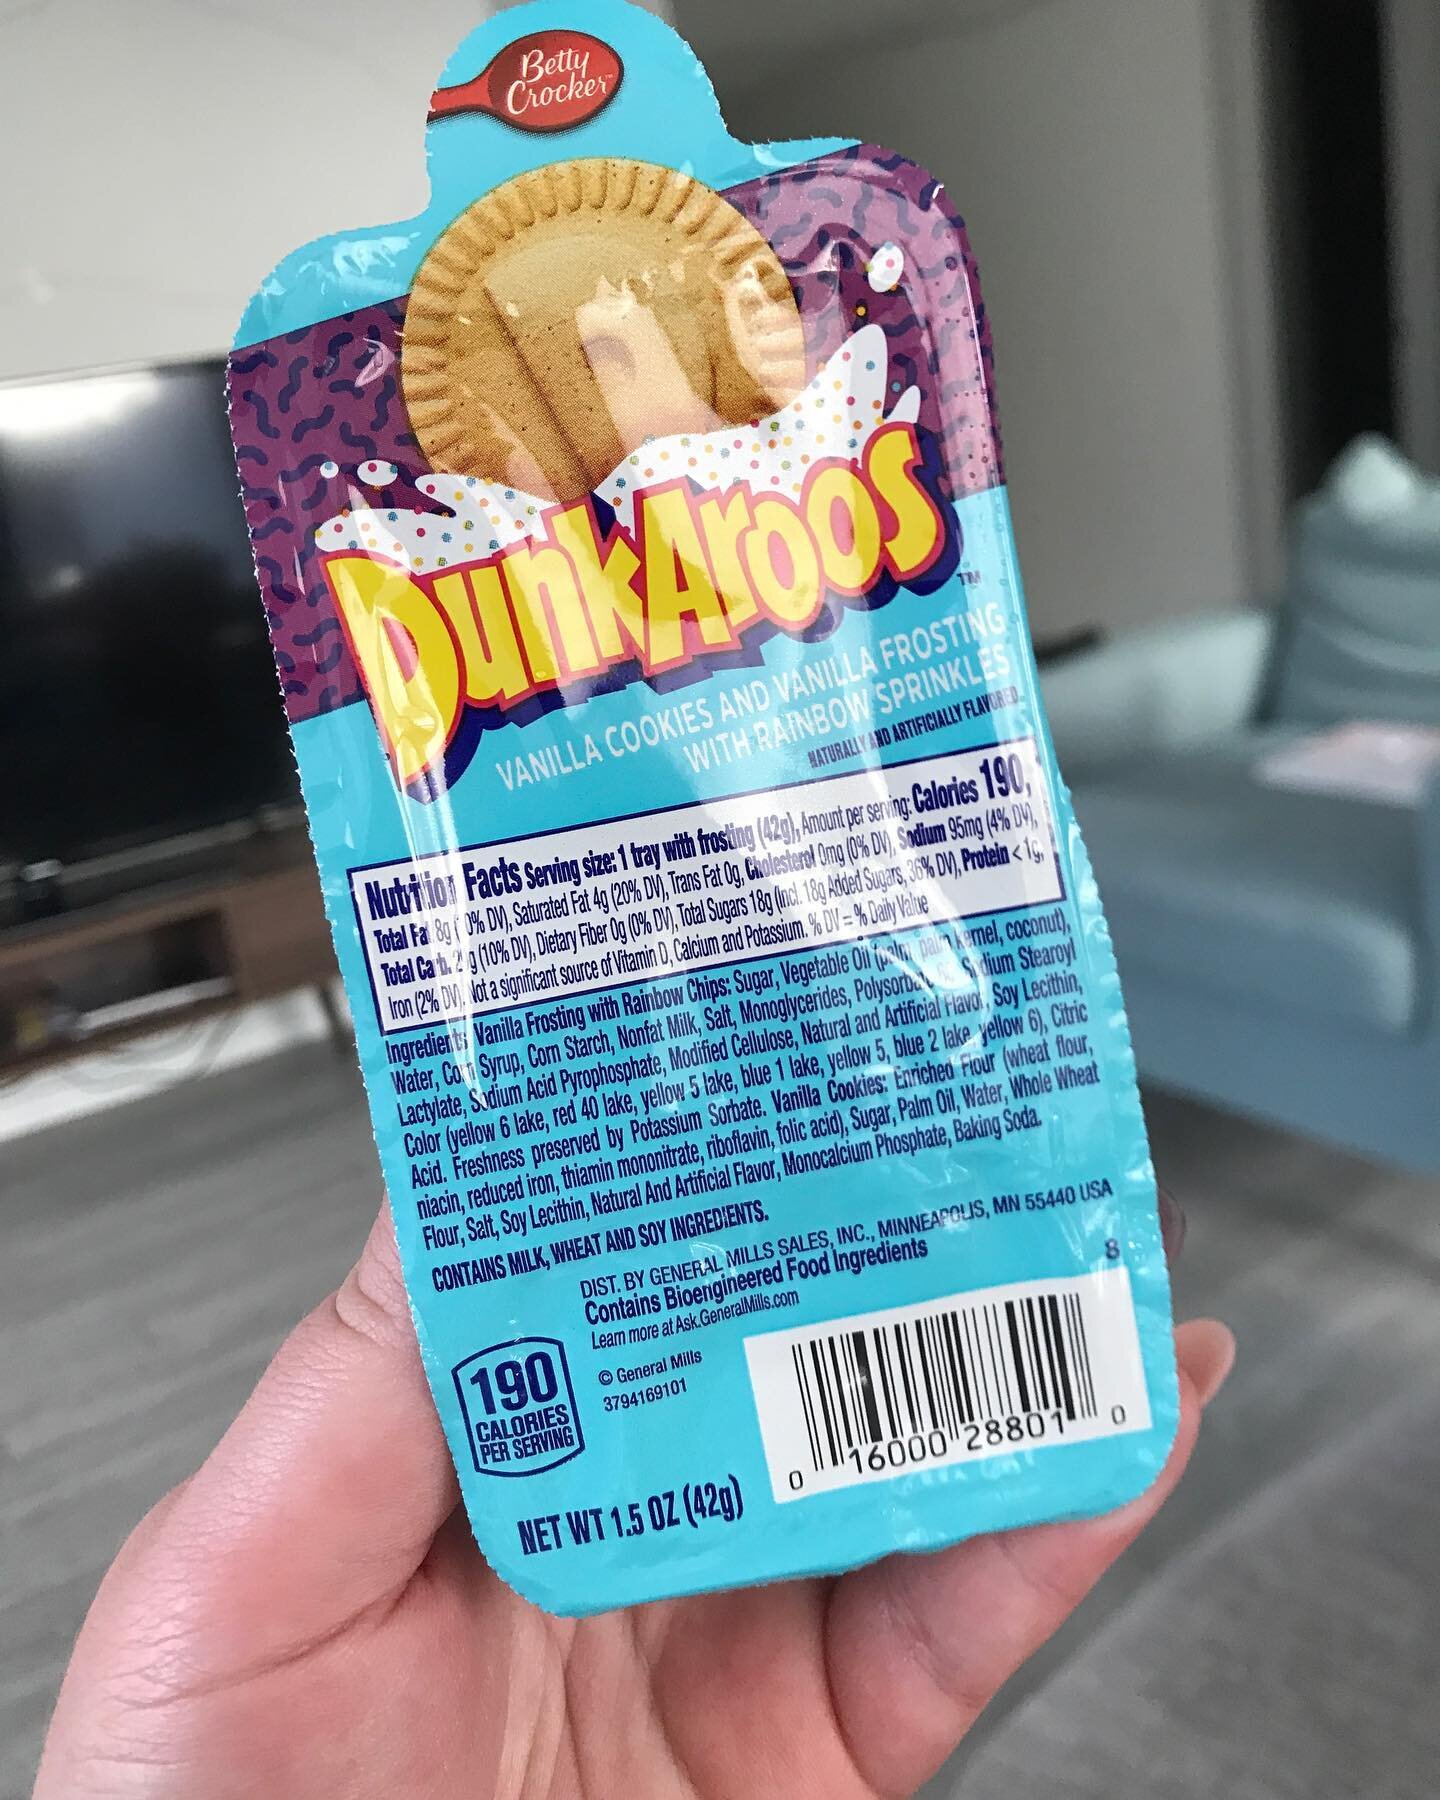 Betty
Crocker™
DunkAroos™
VANILLA COOKIES AND VANILLA FROSTING
WITH RAINBOW SPRINKLES
NATURALLY AND ARTIFICIALLY FLAVORED
Nutrition Facts Serving size: 1 tray with frosting (42g), Amount per serving: Calories 190,
Total Fat 8g 0% DV), Saturated Fat 4g (20% DV), Trans Fat 0g, Cholesterol 0mg (0% DV), Sodium 95mg (4% DV),
Total Carb. g (10% DV), Dietary Fiber 0g (0% DV), Total Sugars 18g (Incl. 18g Added Sugars, 36% DV), Protein <1g,
Iron (2% DV). Not a significant source of Vitamin D, Calcium and Potassium. % DV = % Daily Value
Ingredients: Vanilla Frosting with Rainbow Chips: Sugar, Vegetable Oil (palm, palm kernel, coconut),
Water, Corn Syrup, Corn Starch, Nonfat Milk, Salt, Monoglycerides, Polysorbate 60, Sodium Stearoyl
Lactylate, Sodium Acid Pyrophosphate, Modified Cellulose, Natural and Artificial Flavor, Soy Lecithin,
Color (yellow 6 lake, red 40 lake, yellow 5 lake, blue 1 lake, yellow 5, blue 2 lake, yellow 6), Citric
Acid. Freshness preserved by Potassium Sorbate. Vanilla Cookies: Enriched Flour (wheat flour,
niacin, reduced iron, thiamin mononitrate, riboflavin, folic acid), Sugar, Palm Oil, Water, Whole Wheat
Flour, Salt, Soy Lecithin, Natural And Artificial Flavor, Monocalcium Phosphate, Baking Soda.
CONTAINS MILK, WHEAT AND SOY INGREDIENTS.
DIST. BY GENERAL MILLS SALES, INC., MINNEAPOLIS, MN 55440 USA
Contains Bioengineered Food Ingredients
Learn more at Ask.GeneralMills.com
8
190
CALORIES
PER SERVING
© General Mills
3794169101
0 16000 28801 0
NET WT 1.5 OZ (42g)